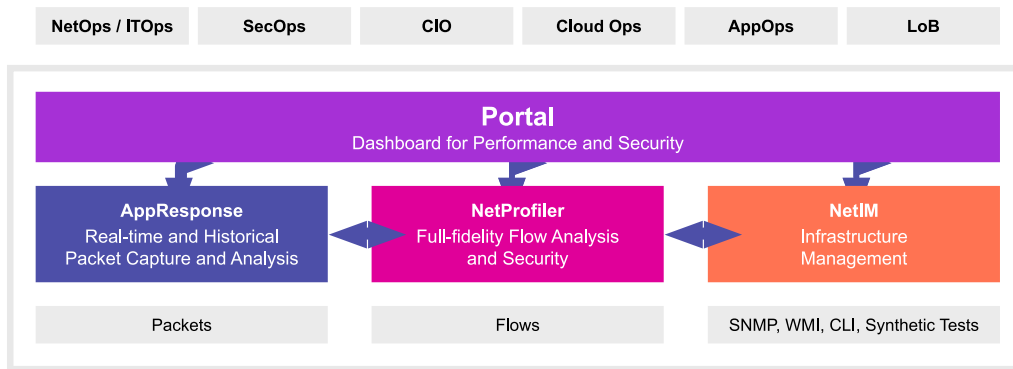 NetOps / ITOps
SecOps
CIO
Cloud Ops
AppOps
LoB
Portal
Dashboard for Performance and Security
AppResponse
Real-time and Historical
Packet Capture and Analysis
NetProfiler
Full-fidelity Flow Analysis
and Security
NetIM
Infrastructure
Management
Packets
Flows
SNMP, WMI, CLI, Synthetic Tests